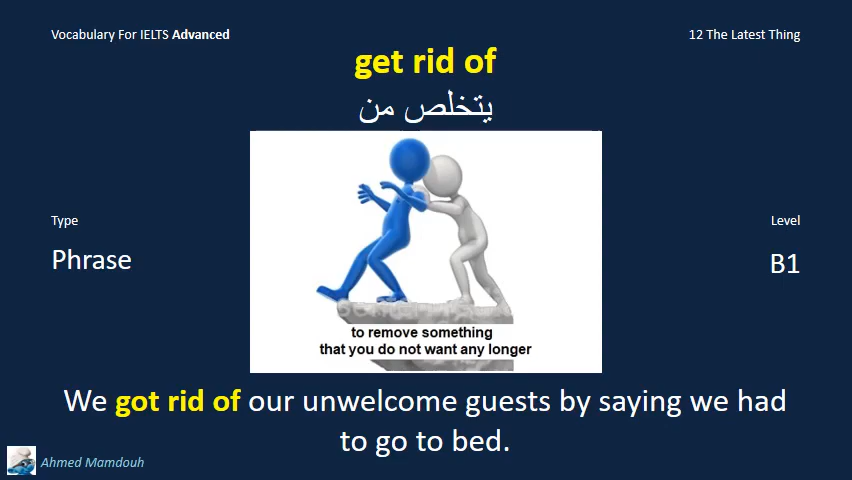 Vocabulary For IELTS Advanced
12 The Latest Thing
get rid of
يتخلص من
Type
Level
Phrase
B1
to remove something
that you do not want any longer
We got rid of our unwelcome guests by saying we had
to go to bed.
Ahmed Mamdouh